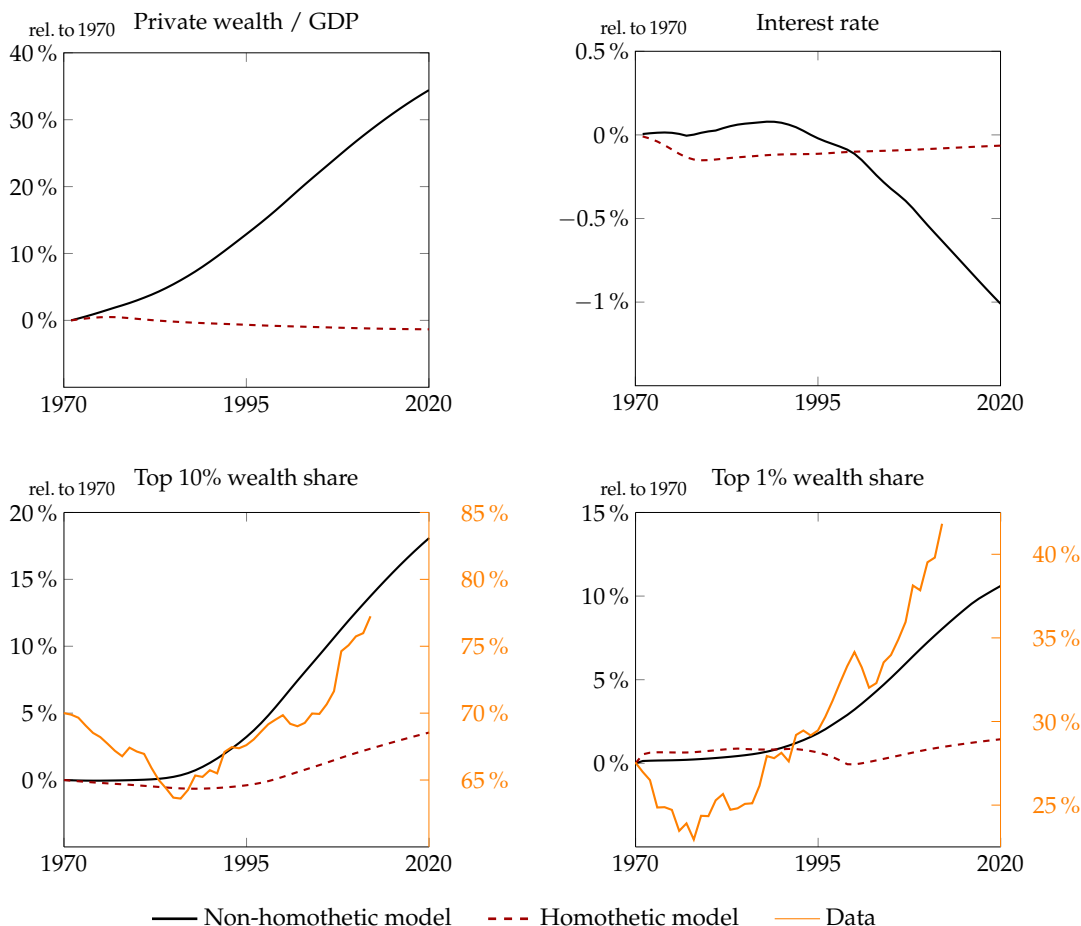 Private wealth / GDP
rel. to 1970
40 %
30 %
20 %
10 %
0 %
1970 1995 2020
Interest rate
rel. to 1970
0.5 %
0 %
−0.5 %
−1 %
1970 1995 2020
Top 10% wealth share
rel. to 1970
20 % 85 %
15 % 80 %
10 % 75 %
5 % 70 %
0 % 65 %
1970 1995 2020
Top 1% wealth share
rel. to 1970
15 %
40 %
10 %
35 %
5 %
30 %
0 %
25 %
1970 1995 2020
Non-homothetic model Homothetic model Data